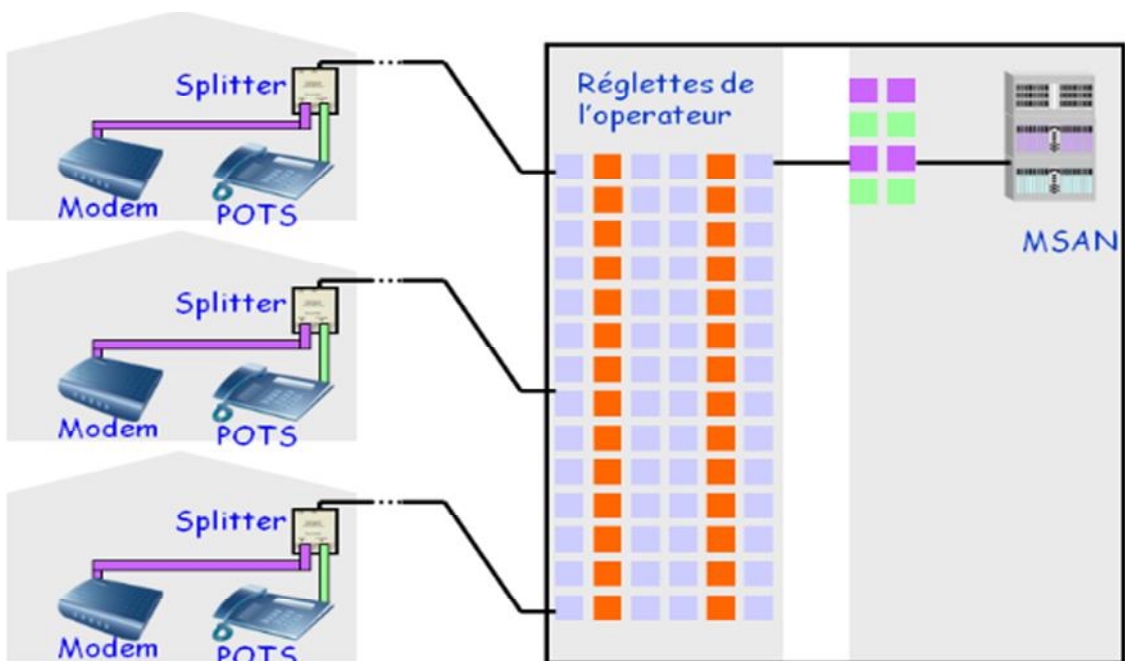 Splitter
Modem
POTS
Splitter
Modem
POTS
Splitter
Modem
POTS
Réglettes de
l'operateur
MSAN